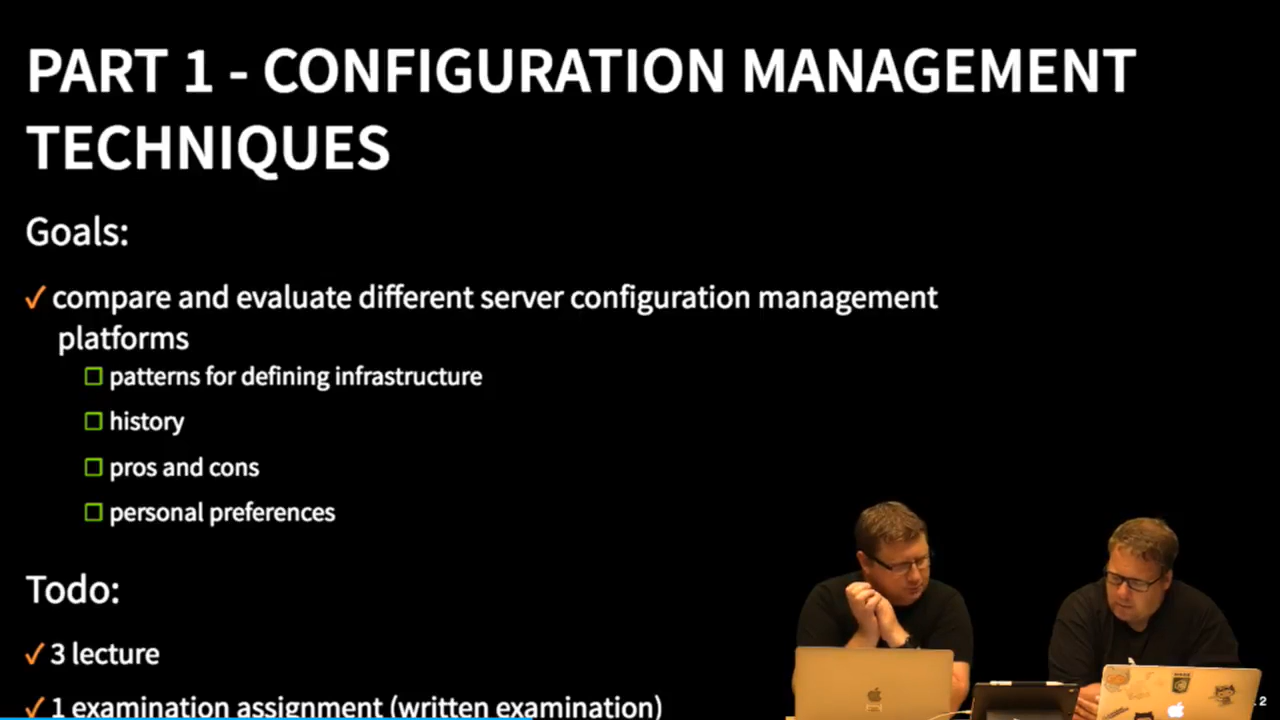 PART 1 - CONFIGURATION MANAGEMENT
TECHNIQUES
Goals:
✓ compare and evaluate different server configuration management
platforms
□ patterns for defining infrastructure
□ history
□ pros and cons
□ personal preferences
Todo:
✓ 3 lecture
✓ 1 examination assignment (written examination)